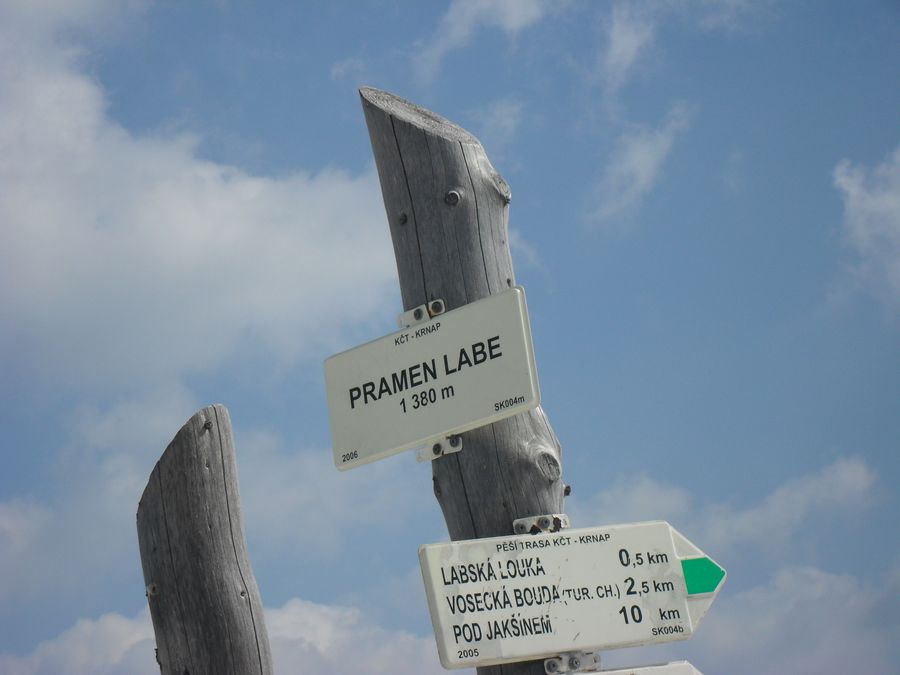 KČT - KRNAP
PRAMEN LABE
1 380 m
SK004m
2006
PĚŠÍ TRASA KČT - KRNAP
LABSKÁ LOUKA 0,5 km
VOSECKÁ BOUDA (TUR. CH.) 2,5 km
POD JAKŠÍNEM 10 km
2005 SK004b